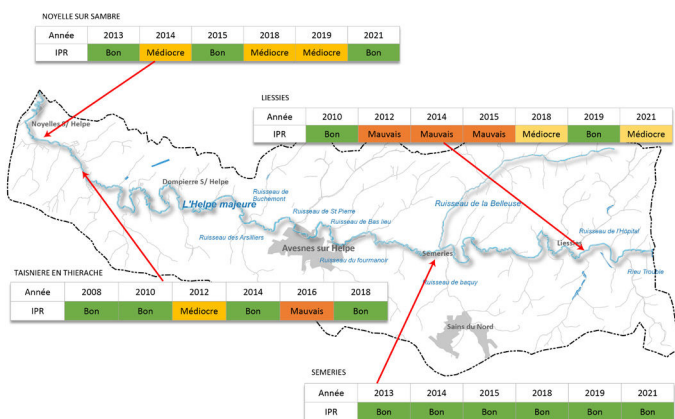 NOYELLE SUR SAMBRE
Année 2013 2014 2015 2018 2019 2021
IPR Bon Médiocre Bon Médiocre Médiocre Bon
LIESSIES
Année 2010 2012 2014 2015 2018 2019 2021
IPR Bon Mauvais Mauvais Mauvais Médiocre Bon Médiocre
Noyelles S/ Helpe
Dompierre S/ Helpe
L'Helpe majeure
Ruisseau de Buchemont
Ruisseau de St Pierre
Ruisseau de Bas lieu
Ruisseau de la Belleuse
Ruisseau de l'Hôpital
Ruisseau des Arsilliers
Avesnes sur Helpe
Ruisseau du fourmanoir
Semeries
Liessies
Rieu Trouble
Ruisseau de baquy
Sains du Nord
TAISNIERE EN THIERACHE
Année 2008 2010 2012 2014 2016 2018
IPR Bon Bon Médiocre Bon Mauvais Bon
SEMERIES
Année 2013 2014 2015 2018 2019 2021
IPR Bon Bon Bon Bon Bon Bon